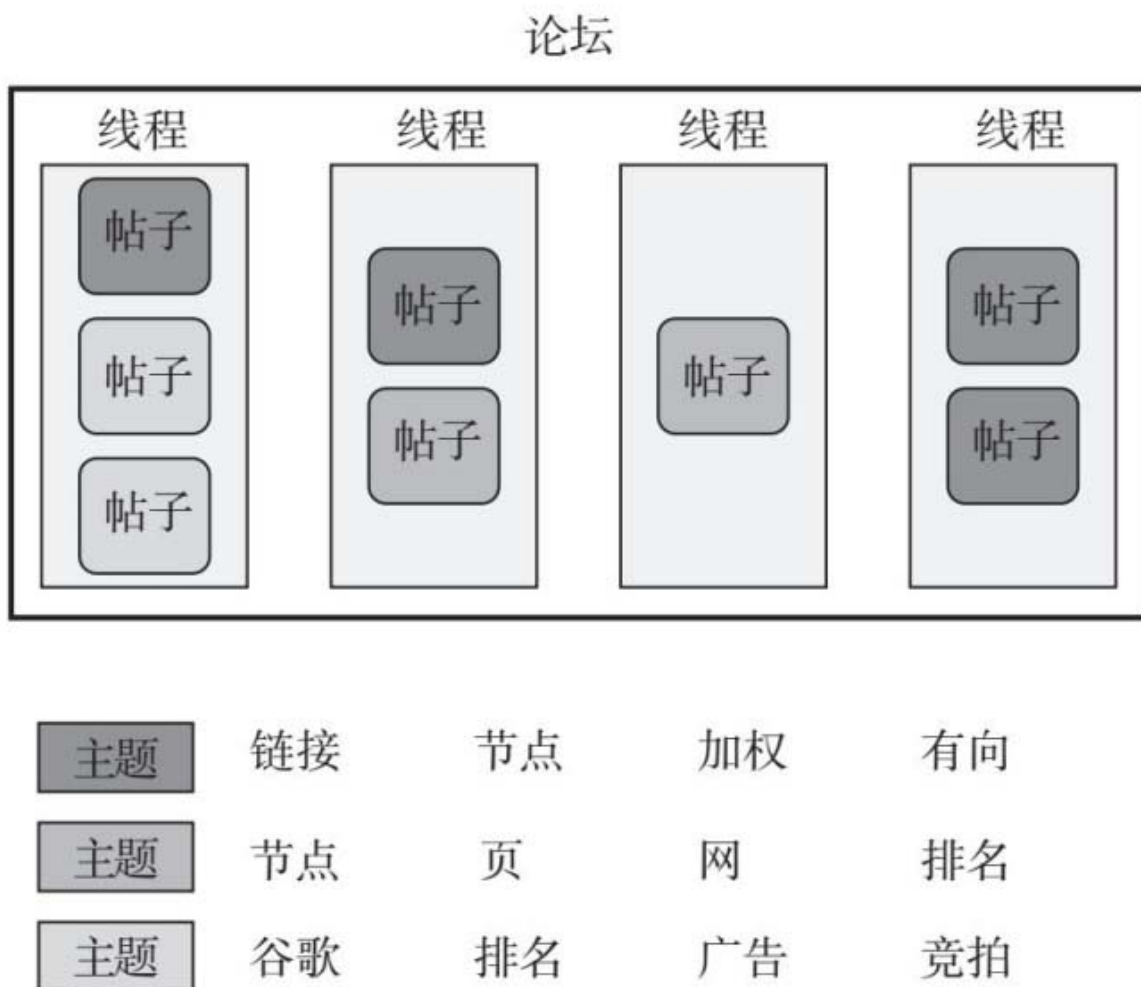 论坛
线程 线程 线程 线程
帖子
帖子 帖子
帖子
帖子
帖子 帖子
帖子
主题 链接 节点 加权 有向
主题 节点 页 网 排名
主题 谷歌 排名 广告 竞拍